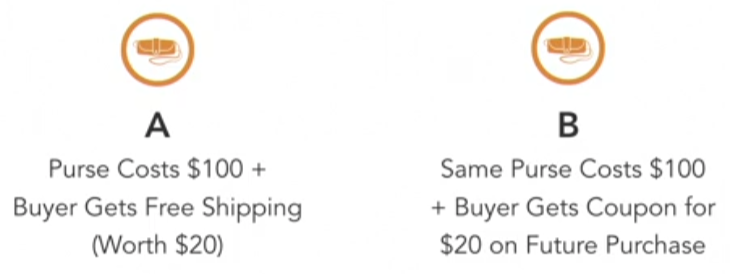 A
Purse Costs $100 +
Buyer Gets Free Shipping
(Worth $20)
B
Same Purse Costs $100
+ Buyer Gets Coupon for
$20 on Future Purchase